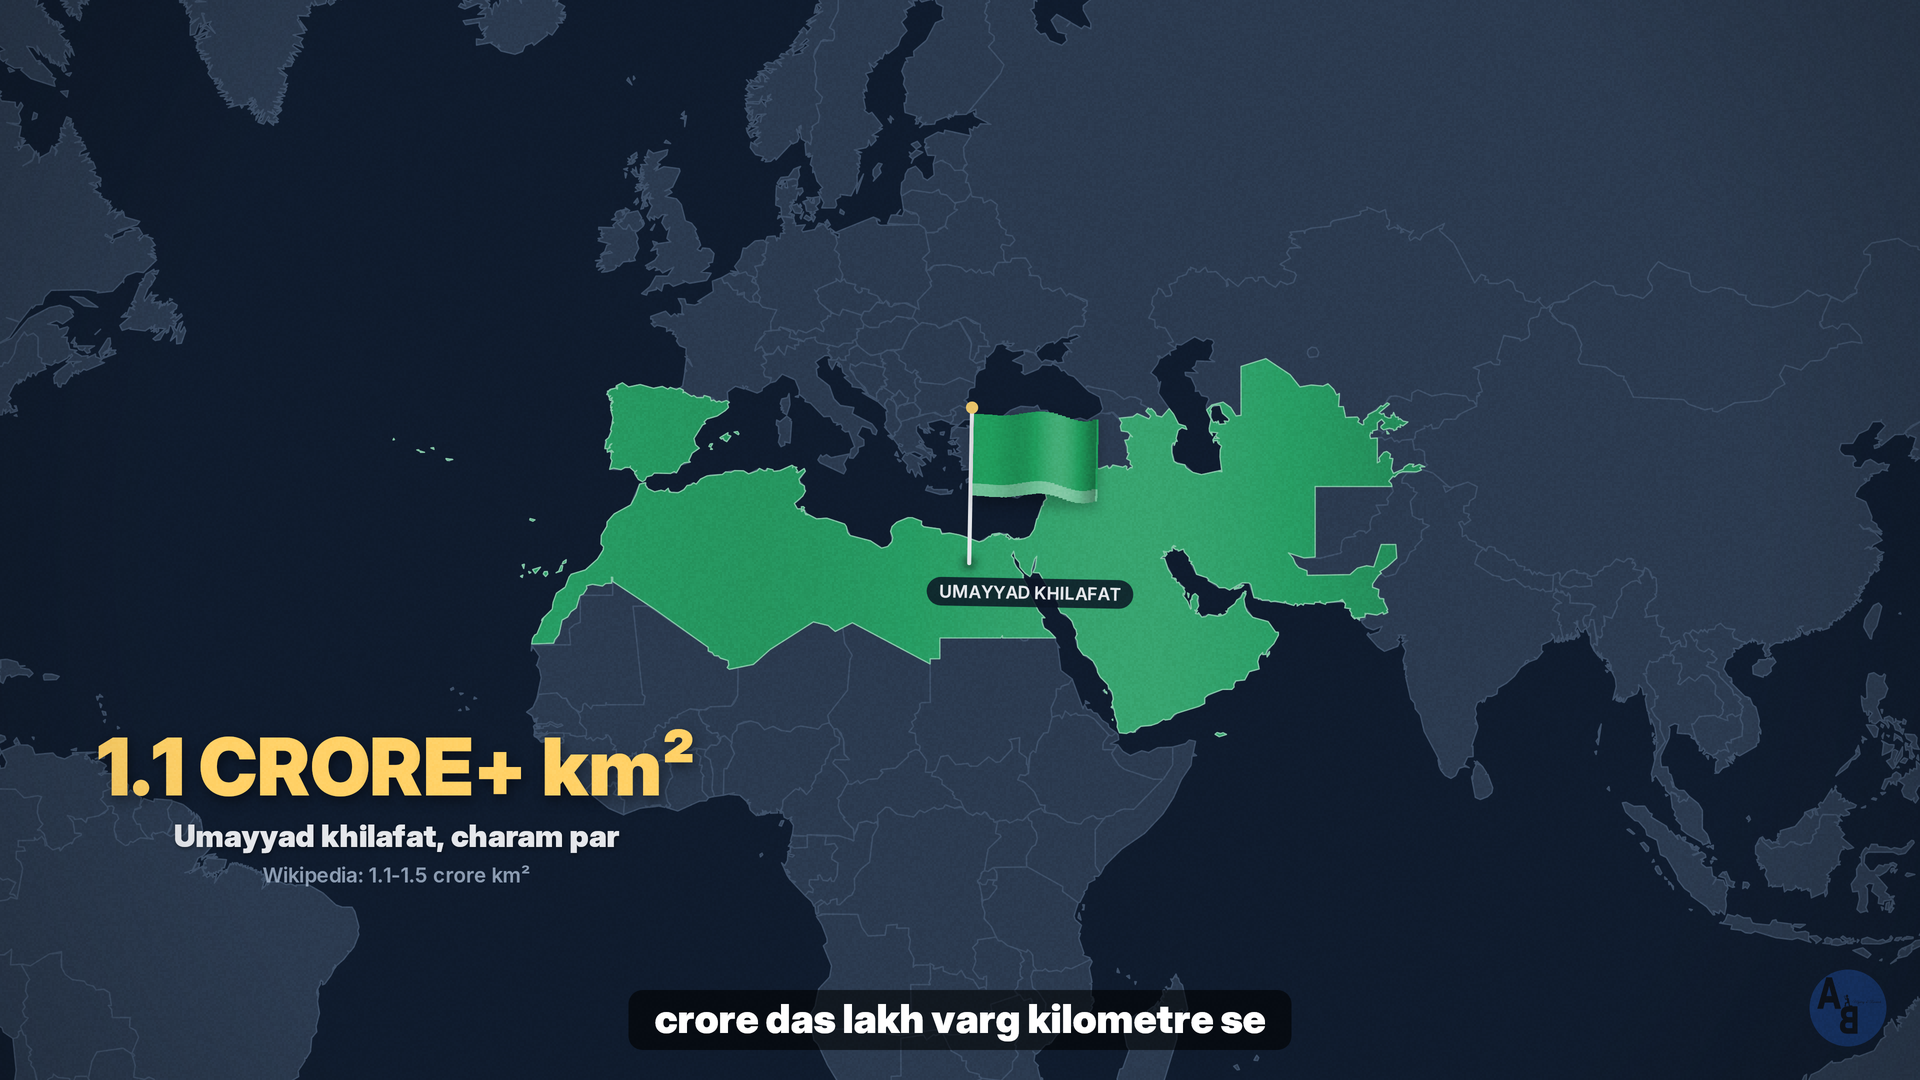 UMAYYAD KHILAFAT
1.1 CRORE+ km²
Umayyad khilafat, charam par
Wikipedia: 1.1-1.5 crore km²
crore das lakh varg kilometre se
A
B